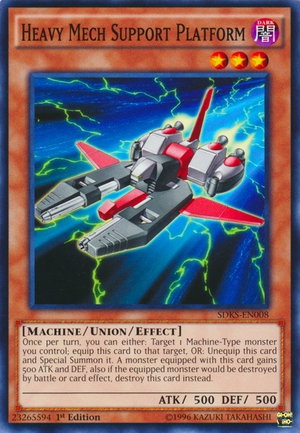 HEAVY MECH SUPPORT PLATFORM
DARK
闇
SDKS-EN008
[MACHINE/UNION/EFFECT]
Once per turn, you can either: Target 1 Machine-Type monster
you control; equip this card to that target, OR: Unequip this card
and Special Summon it. A monster equipped with this card gains
500 ATK and DEF, also if the equipped monster would be destroyed
by battle or card effect, destroy this card instead.
ATK/ 500 DEF/ 500
23265594 1st Edition ©1996 KAZUKI TAKAHASHI